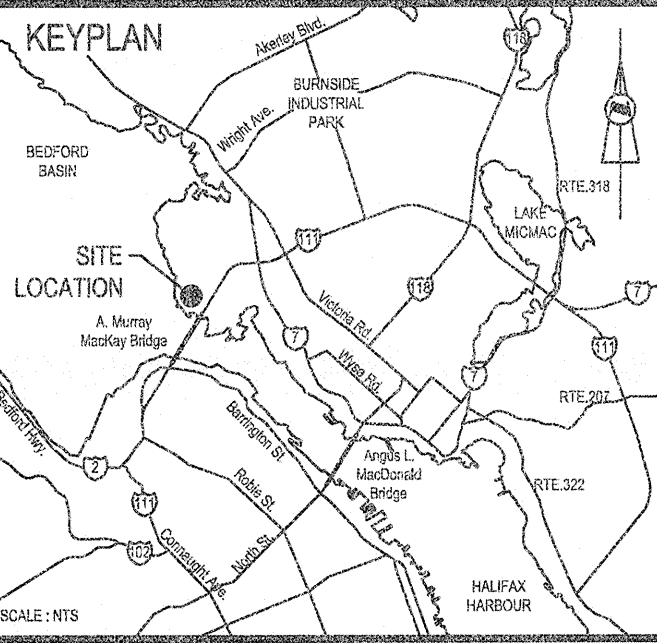 KEYPLAN
Akerley Blvd.
118
BURNSIDE
INDUSTRIAL
PARK
Wright Ave.
BEDFORD
BASIN
RTE.318
LAKE
MICMAC
111
SITE
LOCATION
118
7
Victoria Rd.
A. Murray
MacKay Bridge
7
Wyse Rd.
111
7
Bedford Hwy.
Barrington St.
RTE.207
Angus L.
MacDonald
Bridge
2
Robie St.
RTE.322
111
102
Connaught Ave.
North St.
HALIFAX
HARBOUR
SCALE : NTS